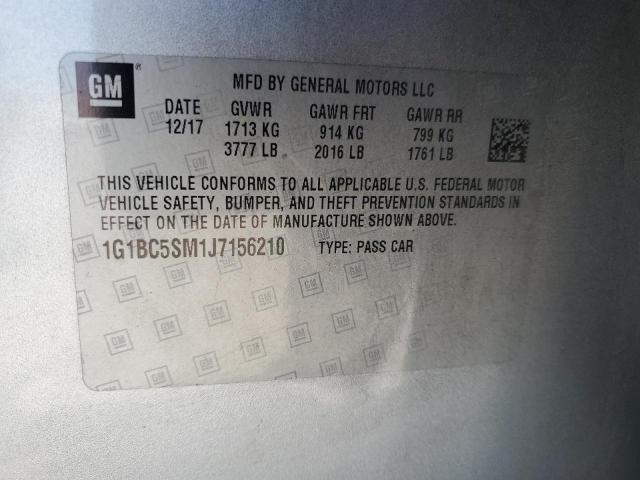 GM®
MFD BY GENERAL MOTORS LLC
DATE GVWR GAWR FRT GAWR RR
12/17 1713 KG 914 KG 799 KG
3777 LB 2016 LB 1761 LB
THIS VEHICLE CONFORMS TO ALL APPLICABLE U.S. FEDERAL MOTOR
VEHICLE SAFETY, BUMPER, AND THEFT PREVENTION STANDARDS IN
EFFECT ON THE DATE OF MANUFACTURE SHOWN ABOVE.
1G1BC5SM1J7156210 TYPE: PASS CAR